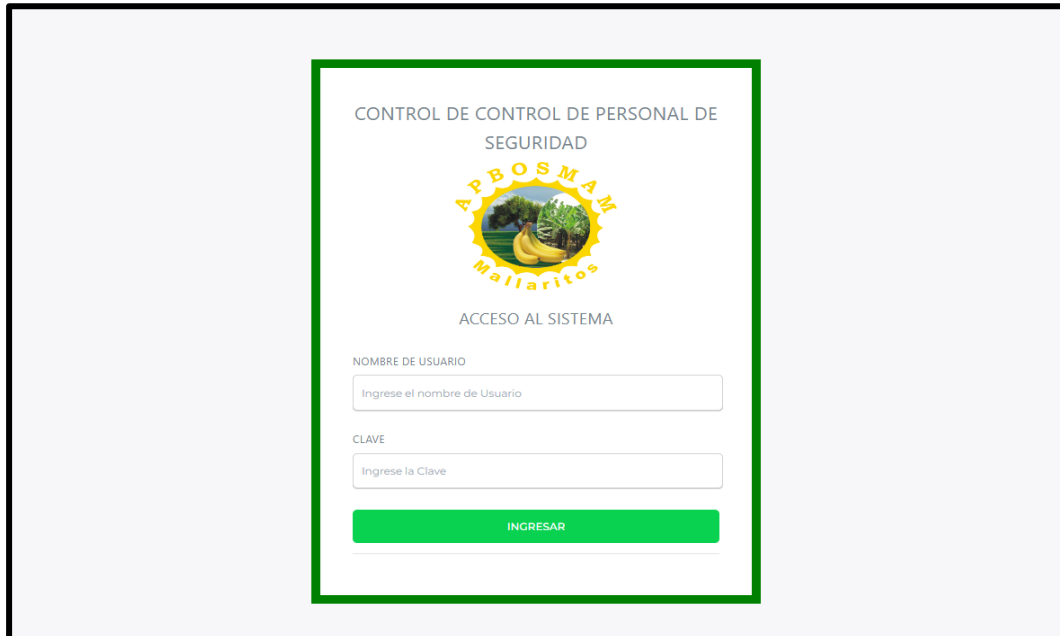 CONTROL DE CONTROL DE PERSONAL DE
SEGURIDAD
APBOSMAM
Mallaritos
ACCESO AL SISTEMA
NOMBRE DE USUARIO
Ingrese el nombre de Usuario
CLAVE
Ingrese la Clave
INGRESAR